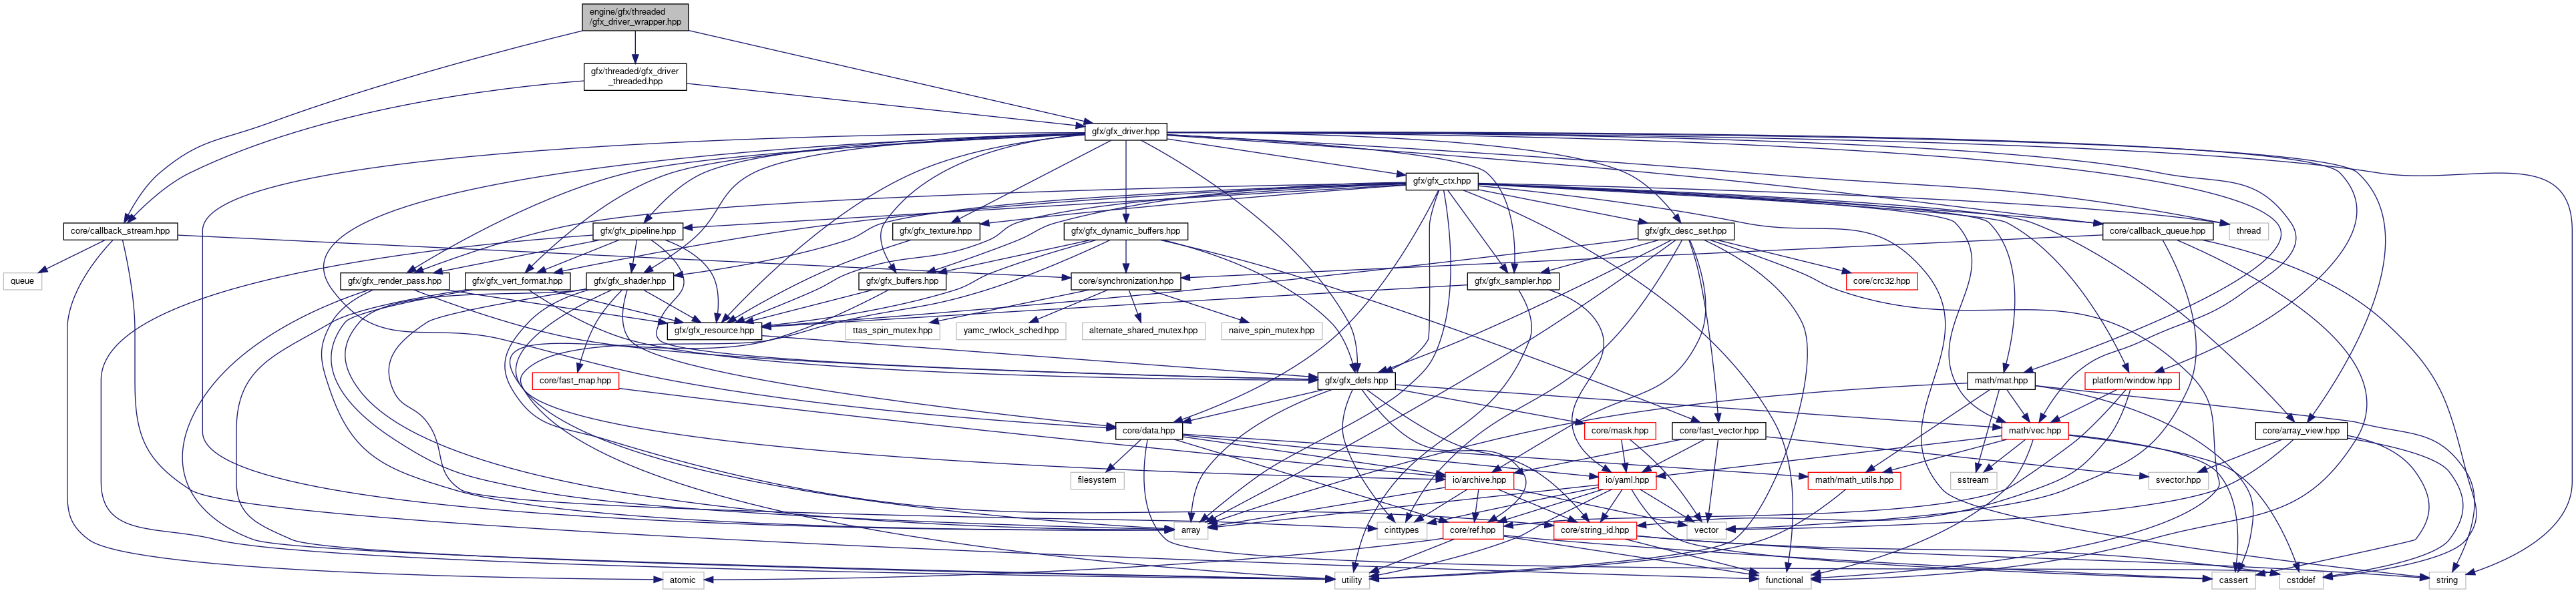 engine/gfx/threaded
/gfx_driver_wrapper.hpp
gfx/threaded/gfx_driver
_threaded.hpp
gfx/gfx_driver.hpp
gfx/gfx_ctx.hpp
core/callback_stream.hpp
gfx/gfx_pipeline.hpp
gfx/gfx_texture.hpp
gfx/gfx_dynamic_buffers.hpp
gfx/gfx_desc_set.hpp
core/callback_queue.hpp
thread
queue
gfx/gfx_render_pass.hpp
gfx/gfx_vert_format.hpp
gfx/gfx_shader.hpp
gfx/gfx_buffers.hpp
core/synchronization.hpp
gfx/gfx_sampler.hpp
core/crc32.hpp
gfx/gfx_resource.hpp
ttas_spin_mutex.hpp
yamc_rwlock_sched.hpp
alternate_shared_mutex.hpp
naive_spin_mutex.hpp
core/fast_map.hpp
gfx/gfx_defs.hpp
math/mat.hpp
platform/window.hpp
core/data.hpp
core/mask.hpp
core/fast_vector.hpp
math/vec.hpp
core/array_view.hpp
filesystem
io/archive.hpp
io/yaml.hpp
math/math_utils.hpp
sstream
svector.hpp
array
cinttypes
core/ref.hpp
core/string_id.hpp
vector
atomic
utility
functional
cassert
cstddef
string